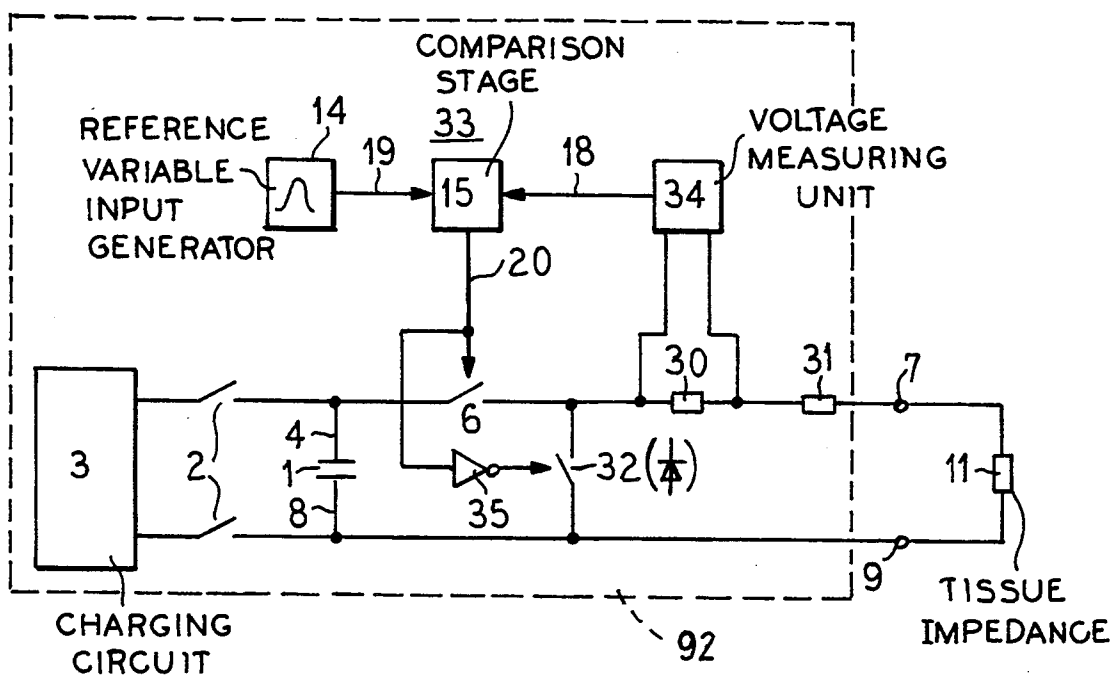 COMPARISON
STAGE
REFERENCE
VARIABLE
INPUT
GENERATOR
14
19
33
15
18
34
VOLTAGE
MEASURING
UNIT
20
30
31
7
3
2
4
1
8
6
35
32 ( )
11
9
CHARGING
CIRCUIT
92
TISSUE
IMPEDANCE